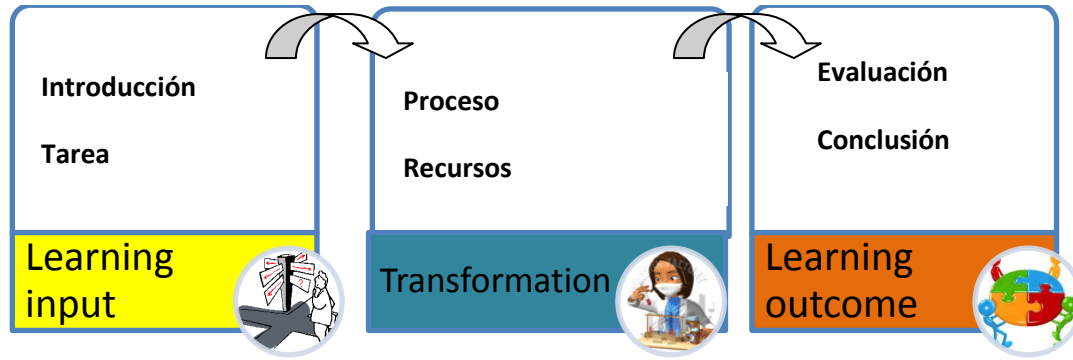 Introducción
Tarea
Learning
input
Proceso
Recursos
Transformation
Evaluación
Conclusión
Learning
outcome